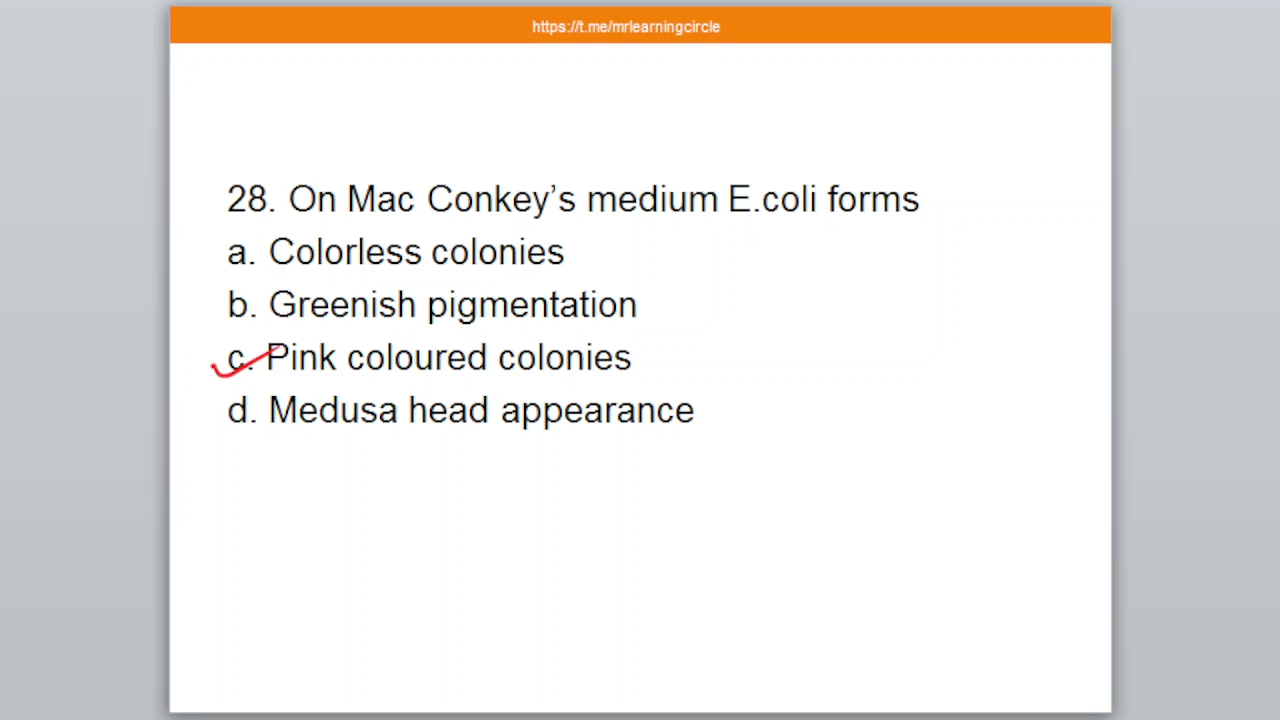 https://t.me/mrlearningcircle
28. On Mac Conkey’s medium E.coli forms
a. Colorless colonies
b. Greenish pigmentation
c. Pink coloured colonies
d. Medusa head appearance